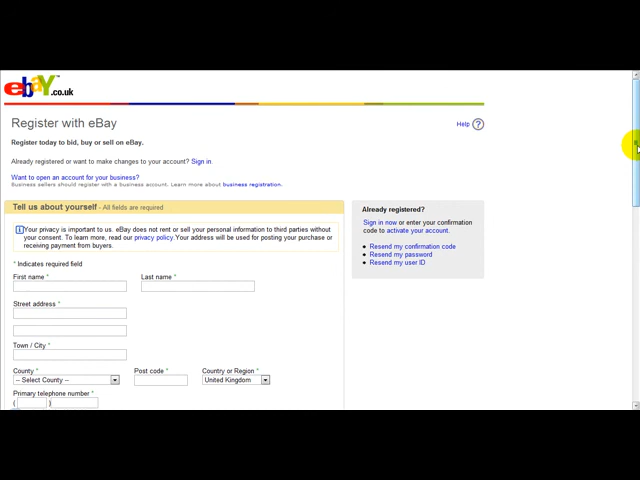 ebaY.co.uk
Register with eBay
Help ?
Register today to bid, buy or sell on eBay.
Already registered or want to make changes to your account? Sign in.
Want to open an account for your business?
Business sellers should register with a business account. Learn more about business registration.
Tell us about yourself - All fields are required
Your privacy is important to us. eBay does not rent or sell your personal information to third parties without
your consent. To learn more, read our privacy policy.Your address will be used for posting your purchase or
receiving payment from buyers.
* Indicates required field
First name * Last name *
Street address *
Town / City *
County * Post code * Country or Region *
-- Select County -- United Kingdom
Primary telephone number *
( )
Already registered?
Sign in now or enter your confirmation
code to activate your account.
Resend my confirmation code
Resend my password
Resend my user ID